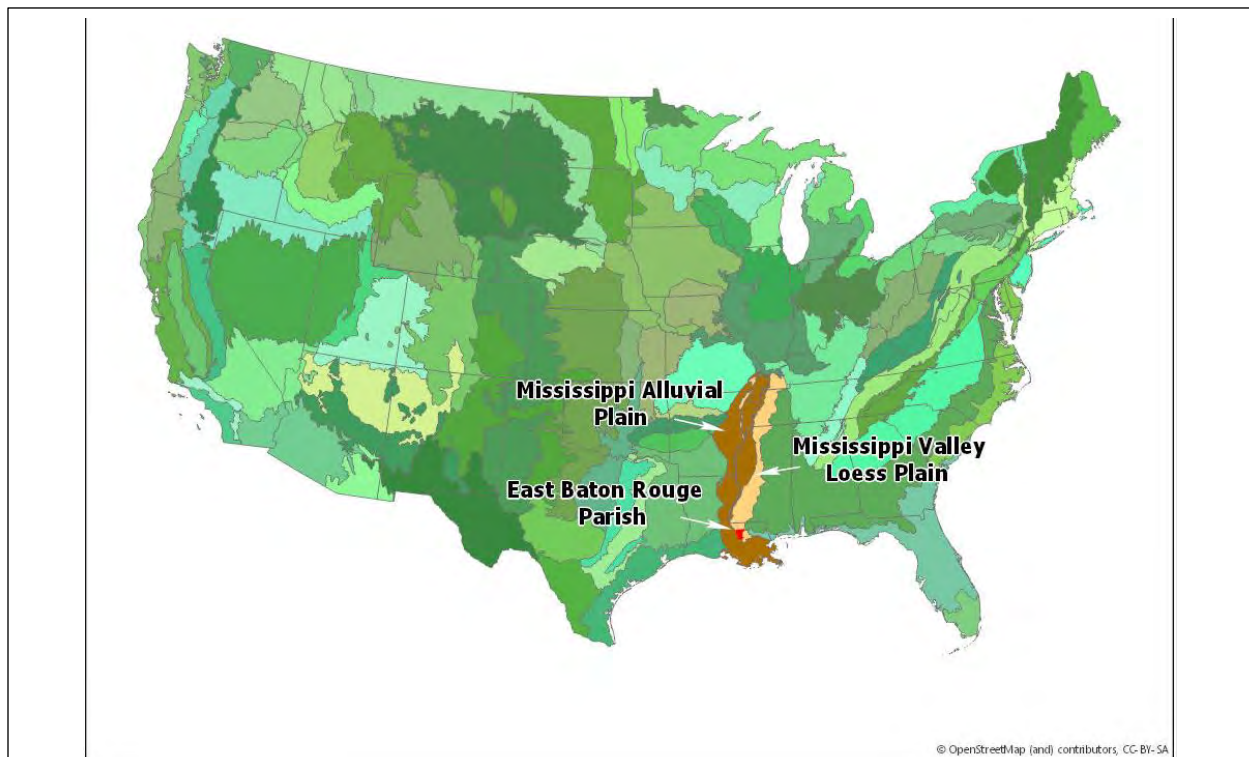 Mississippi Alluvial
Plain
Mississippi Valley
Loess Plain
East Baton Rouge
Parish
© OpenStreetMap (and) contributors, CC-BY-SA